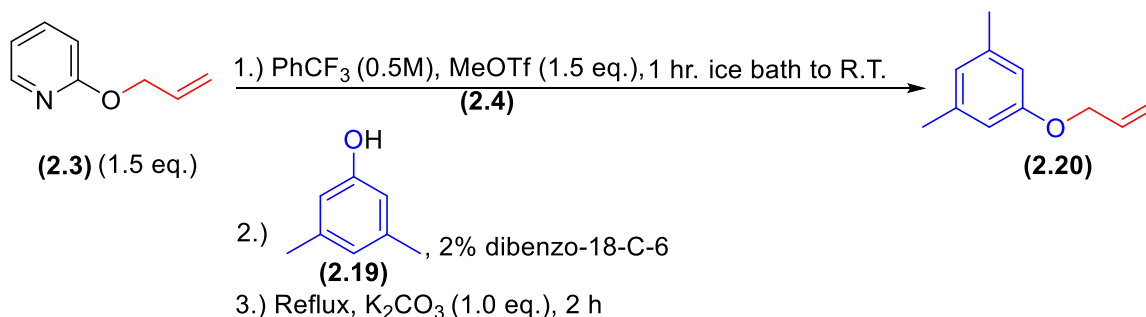 N
O
(2.3) (1.5 eq.)
1.) PhCF3 (0.5M), MeOTf (1.5 eq.), 1 hr. ice bath to R.T.
(2.4)
OH
2.)
, 2% dibenzo-18-C-6
(2.19)
3.) Reflux, K2CO3 (1.0 eq.), 2 h
O
(2.20)